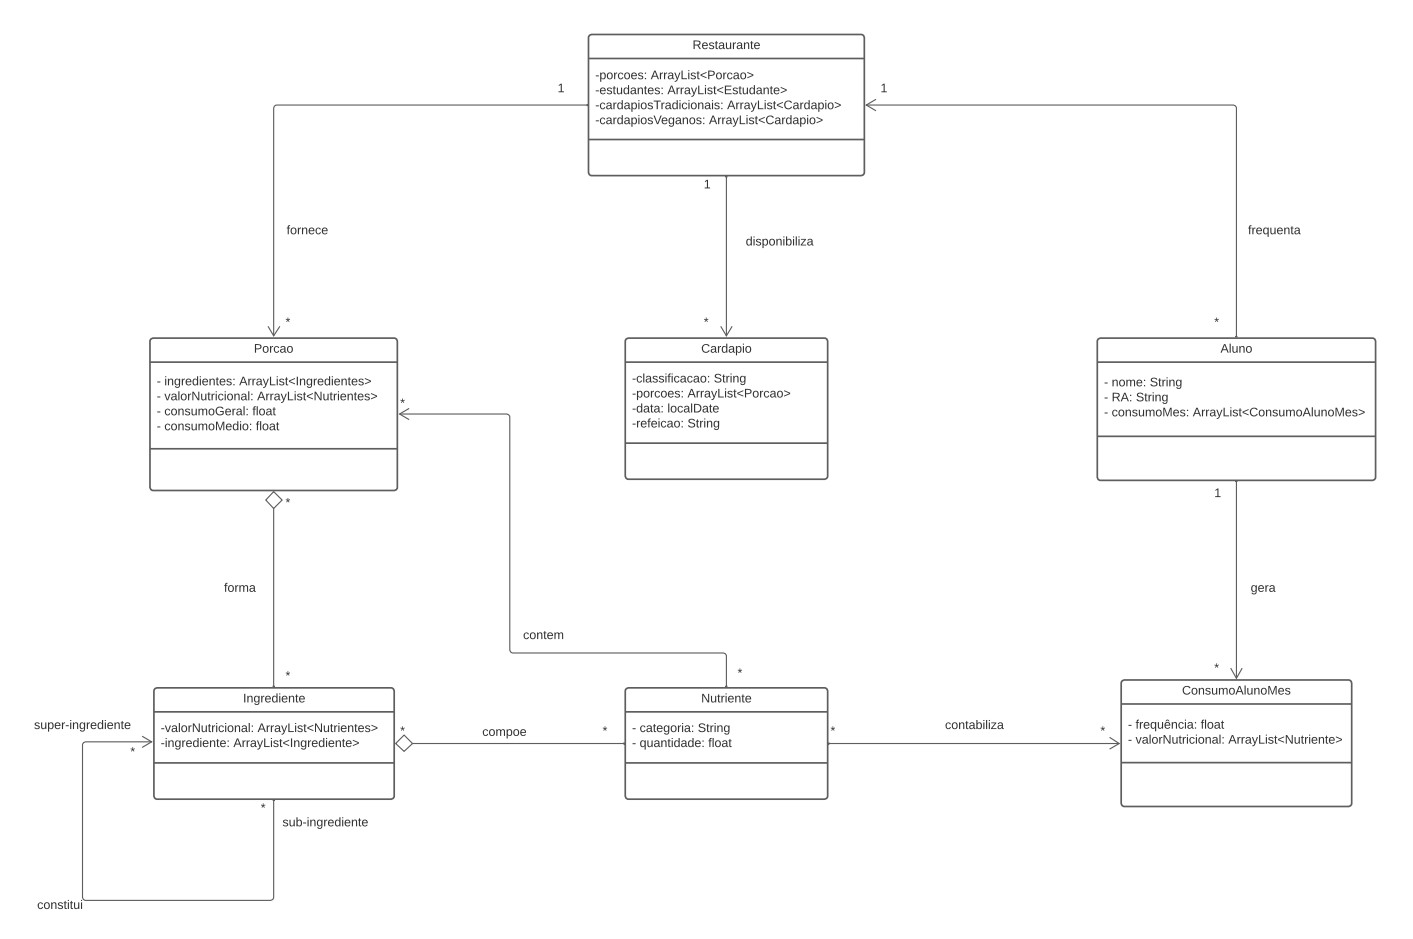 Restaurante
-porcoes: ArrayList<Porcao>
-estudantes: ArrayList<Estudante>
-cardapiosTradicionais: ArrayList<Cardapio>
-cardapiosVeganos: ArrayList<Cardapio>
1
1
1
fornece
disponibiliza
frequenta
*
*
*
Porcao
- ingredientes: ArrayList<Ingredientes>
- valorNutricional: ArrayList<Nutrientes>
- consumoGeral: float
- consumoMedio: float
*
Cardapio
-classificacao: String
-porcoes: ArrayList<Porcao>
-data: localDate
-refeicao: String
Aluno
- nome: String
- RA: String
- consumoMes: ArrayList<ConsumoAlunoMes>
*
1
forma
contem
gera
*
*
*
Ingrediente
-valorNutricional: ArrayList<Nutrientes>
-ingrediente: ArrayList<Ingrediente>
super-ingrediente
*
*
compoe
*
Nutriente
- categoria: String
- quantidade: float
*
contabiliza
*
ConsumoAlunoMes
- frequência: float
- valorNutricional: ArrayList<Nutriente>
*
sub-ingrediente
constitui